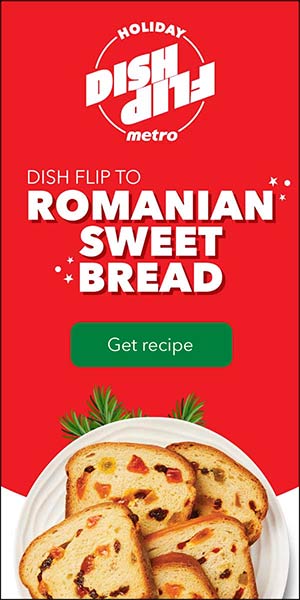 HOLIDAY
DISH
FLIP
metro
DISH FLIP TO
ROMANIAN
SWEET
BREAD
Get recipe